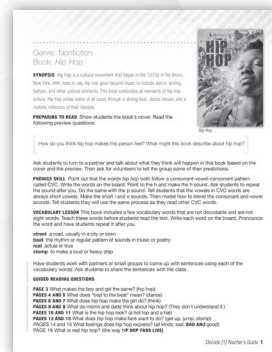 Genre: Nonfiction
Book: Hip Hop
SYNOPSIS Hip hop is a cultural movement that began in the 1970s in the Bronx,
New York. With roots in rap, hip hop goes beyond music to include dance, writing,
fashion, and other cultural elements. This book celebrates all elements of hip hop
culture. Hip hop unites teens of all races through a strong beat, dance moves, and a
realistic reflection of their lifestyle.
PREPARING TO READ Show students the book's cover. Read the
following preview questions:
HIP
HOP
Hip Hop
How do you think hip hop makes this person feel? What might this book describe about hip hop?
Ask students to turn to a partner and talk about what they think will happen in this book based on the
cover and the preview. Then ask for volunteers to tell the group some of their predictions.
PHONICS SKILL Point out that the words hip hop both follow a consonant-vowel-consonant pattern
called CVC. Write the words on the board. Point to the h and make the h sound. Ask students to repeat
the sound after you. Do the same with the p sound. Tell students that the vowels in CVC words are
always short vowels. Make the short i and o sounds. Then model how to blend the consonant and vowel
sounds. Tell students they will use the same process as they read other CVC words.
VOCABULARY LESSON This book includes a few vocabulary words that are not decodable and are not
sight words. Teach these words before students read the text. Write each word on the board. Pronounce
the word and have students repeat it after you.
street a road, usually in a city or town
beat the rhythm or regular pattern of sounds in music or poetry
real actual or true
stomp to make a loud or heavy step
Have students work with partners or small groups to come up with sentences using each of the
vocabulary words. Ask students to share the sentences with the class.
GUIDED READING QUESTIONS
PAGE 3 What makes the boy and girl the same? (hip hop)
PAGES 4 AND 5 What does "bop to the beat" mean? (dance)
PAGES 6 AND 7 What does hip hop make the girl do? (think)
PAGES 8 AND 9 What do moms and dads think about hip hop? (They don't understand it.)
PAGES 10 AND 11 What is the hip hop look? (a hot top and a hat)
PAGES 12 AND 13 What does hip hop make fans want to do? (get up, jump, stomp)
PAGES 14 and 15 What feelings does hip hop express? (all kinds; sad, BAD AND good)
PAGE 16 What is real hip hop? (the way HIP HOP FANS LIVE)
Decade [1] Teacher's Guide 1